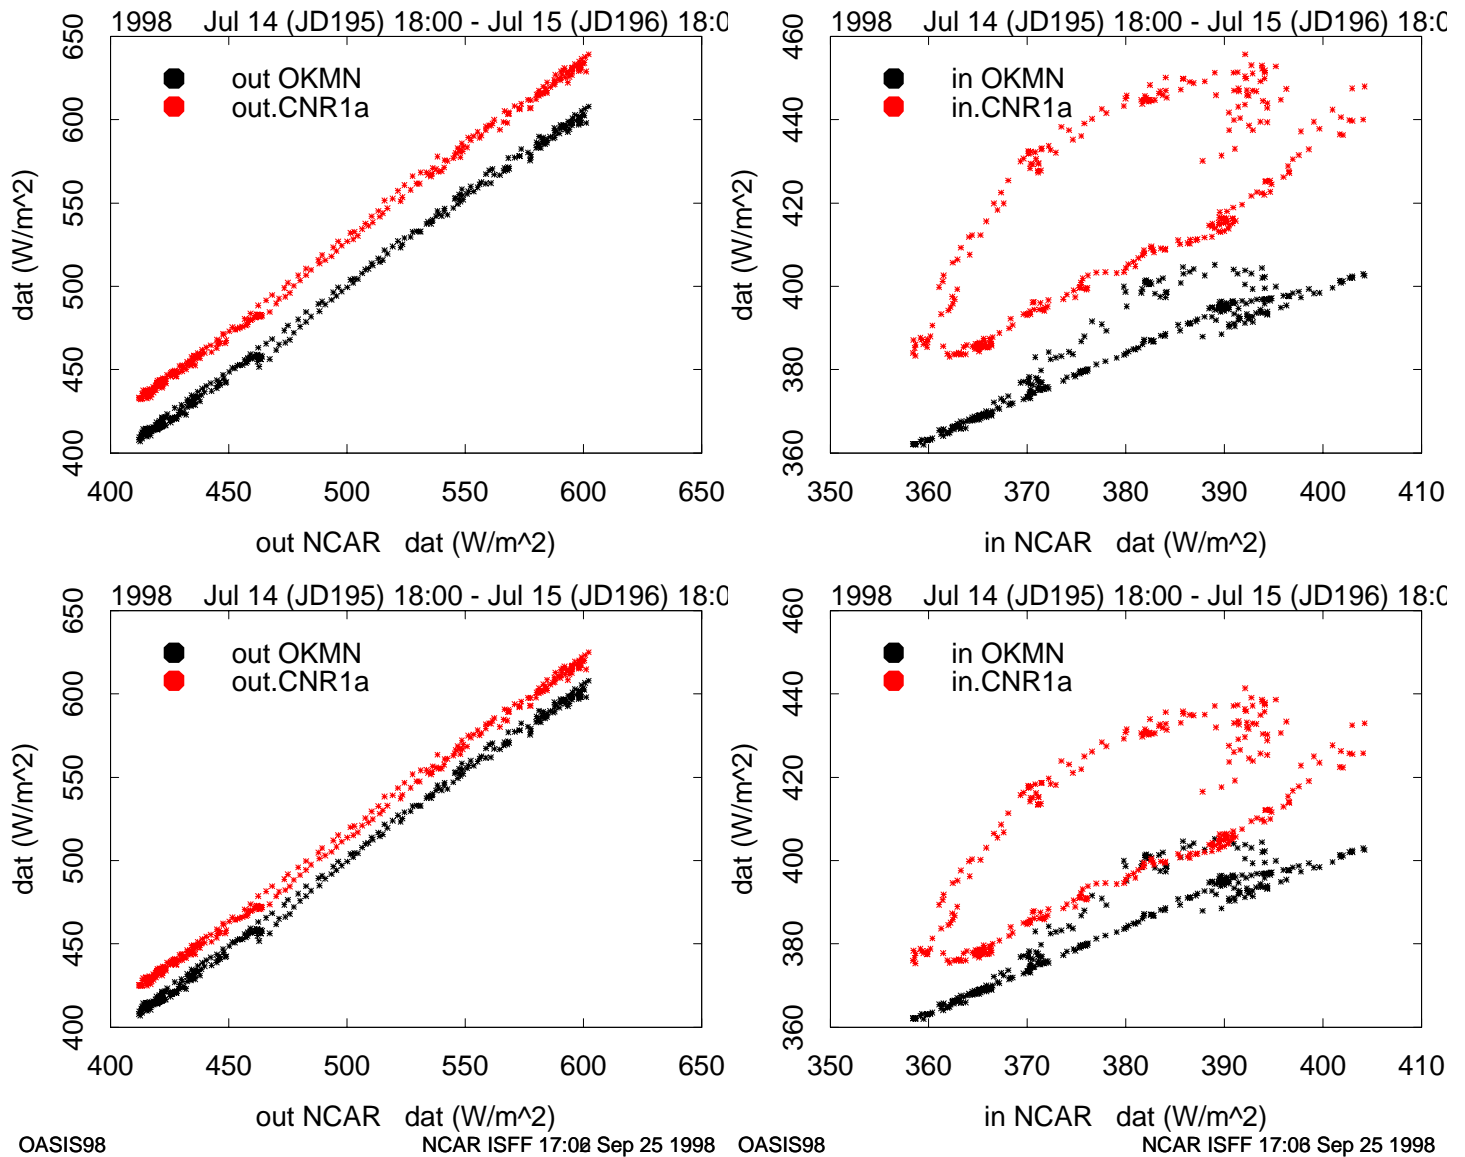 1998 Jul 14 (JD195) 18:00 - Jul 15 (JD196) 18:0
650
600
550
500
450
400
dat (W/m^2)
out OKMN
out.CNR1a
400 450 500 550 600 650
out NCAR dat (W/m^2)
1998 Jul 14 (JD195) 18:00 - Jul 15 (JD196) 18:0
460
440
420
400
380
360
dat (W/m^2)
in OKMN
in.CNR1a
350 360 370 380 390 400 410
in NCAR dat (W/m^2)
1998 Jul 14 (JD195) 18:00 - Jul 15 (JD196) 18:0
650
600
550
500
450
400
dat (W/m^2)
out OKMN
out.CNR1a
400 450 500 550 600 650
out NCAR dat (W/m^2)
1998 Jul 14 (JD195) 18:00 - Jul 15 (JD196) 18:0
460
440
420
400
380
360
dat (W/m^2)
in OKMN
in.CNR1a
350 360 370 380 390 400 410
in NCAR dat (W/m^2)
OASIS98 NCAR ISFF Sep 25 1998 OASIS98 NCAR ISFF Sep 25 1998